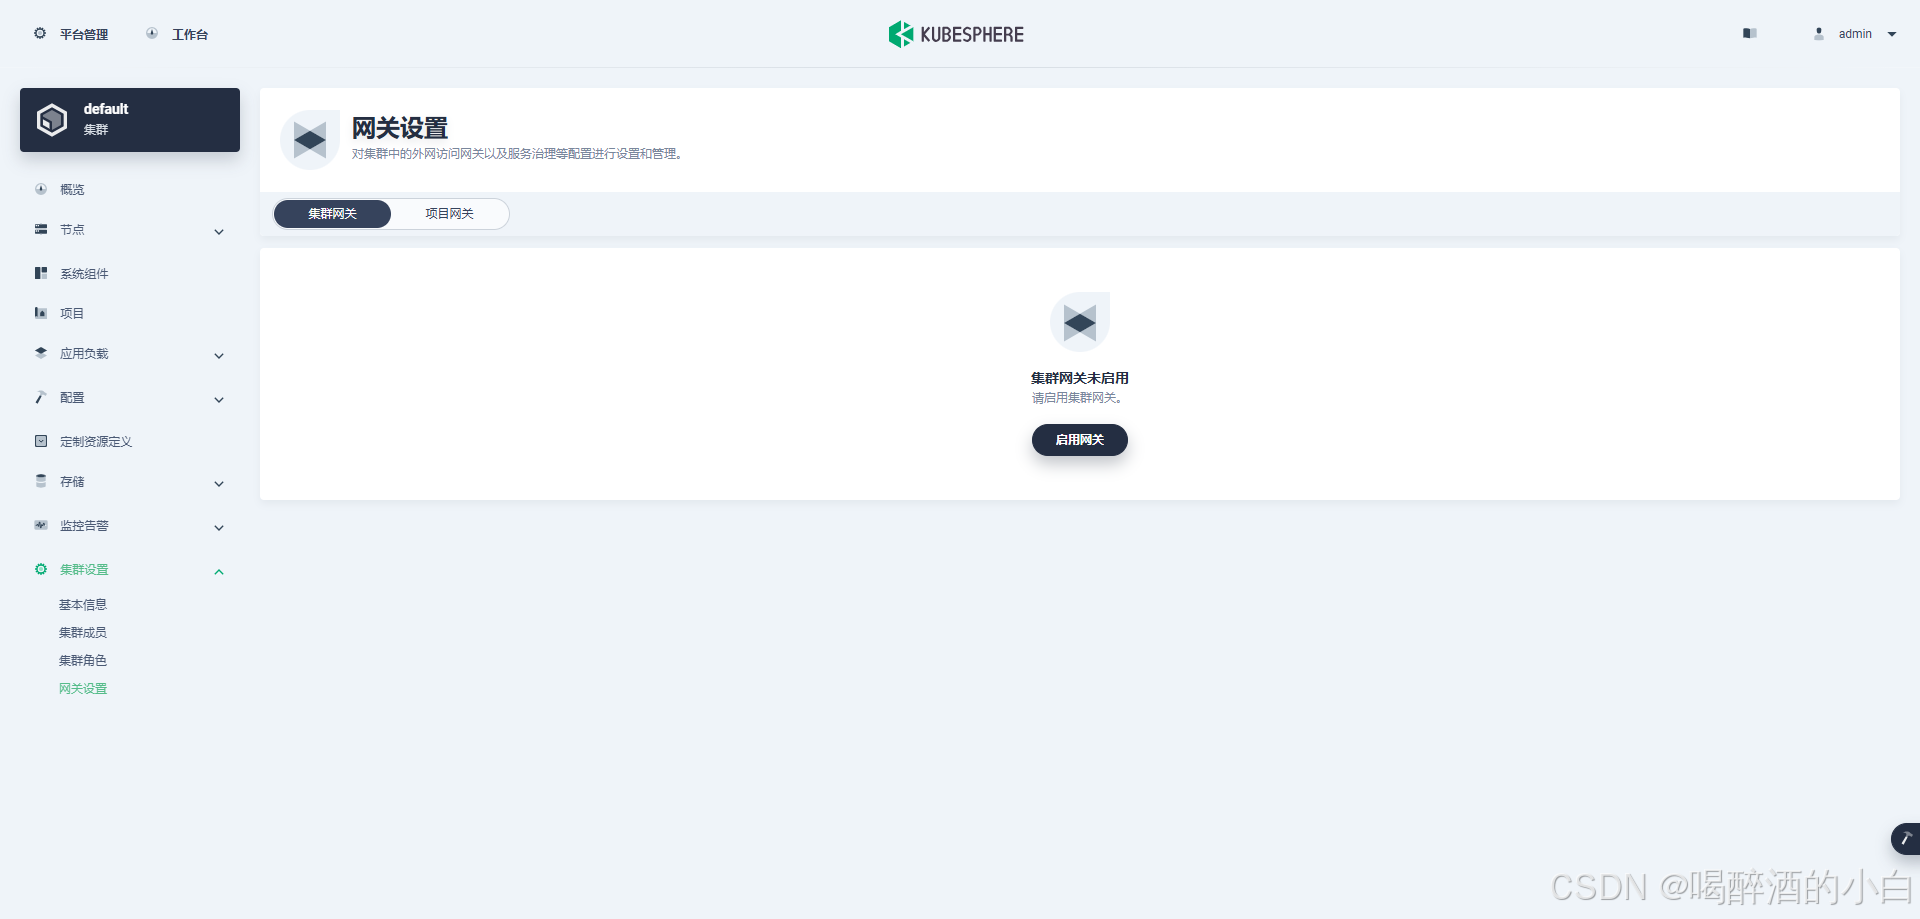 平台管理
工作台
KUBESPHERE
admin
default
集群
概览
节点
系统组件
项目
应用负载
配置
定制资源定义
存储
监控告警
集群设置
基本信息
集群成员
集群角色
网关设置
网关设置
对集群中的外网访问网关以及服务治理等配置进行设置和管理。
集群网关
项目网关
集群网关未启用
请启用集群网关。
启用网关
CSDN @喝醉酒的小白